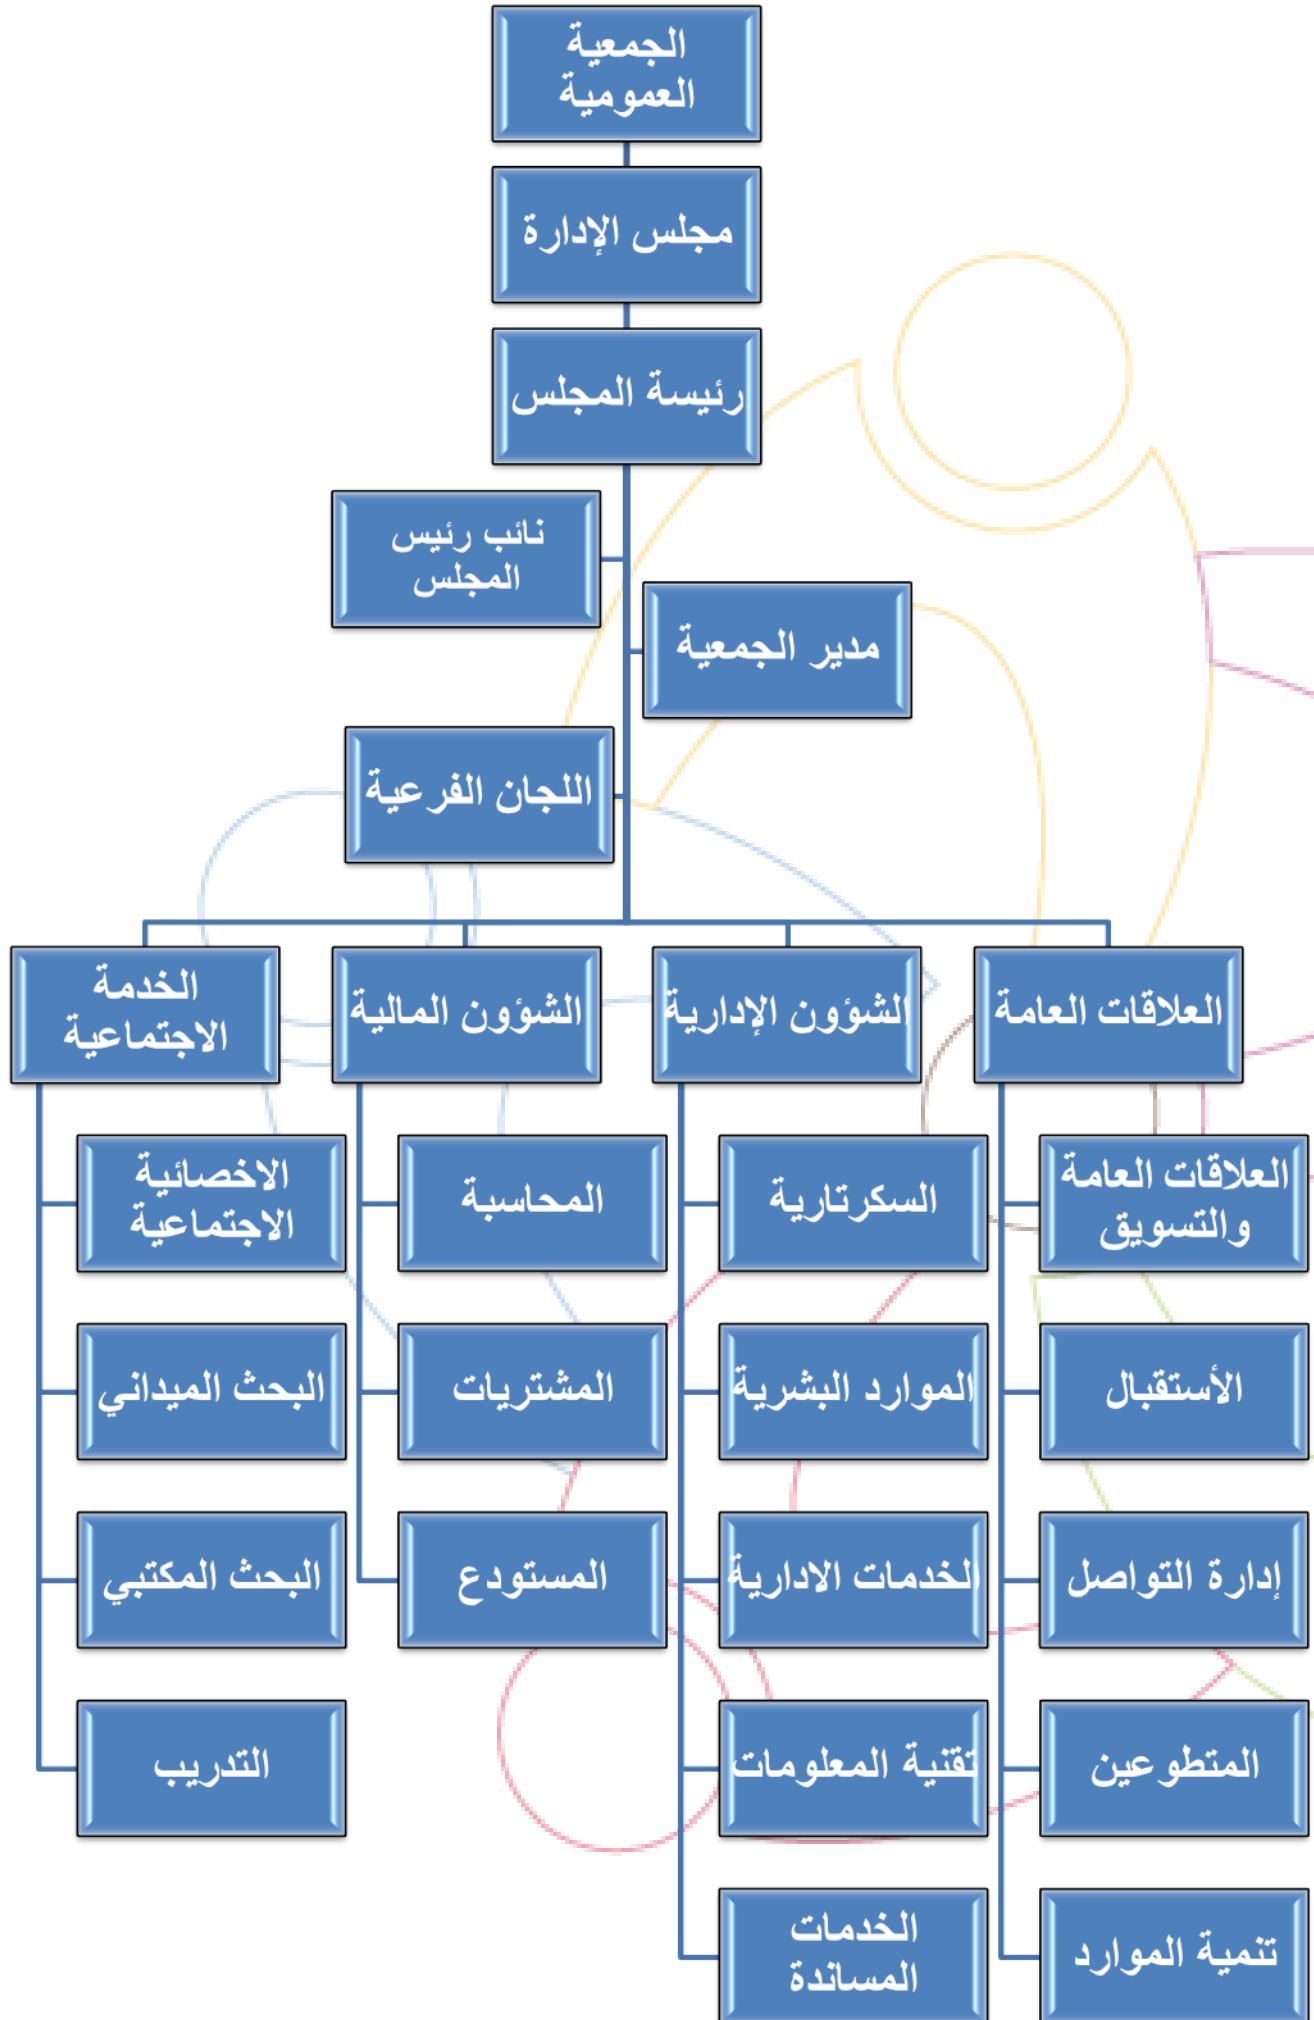 الجمعية
العمومية
مجلس الإدارة
رئيسة المجلس
نائب رئيس
المجلس
مدير الجمعية
اللجان الفرعية
العلاقات العامة
الشؤون الإدارية
الشؤون المالية
الخدمة
الاجتماعية
العلاقات العامة
والتسويق
السكرتارية
المحاسبة
الاخصائية
الاجتماعية
الأستقبال
الموارد البشرية
المشتريات
البحث الميداني
إدارة التواصل
الخدمات الادارية
المستودع
البحث المكتبي
المتطوعين
تقنية المعلومات
التدريب
تنمية الموارد
الخدمات
المساندة